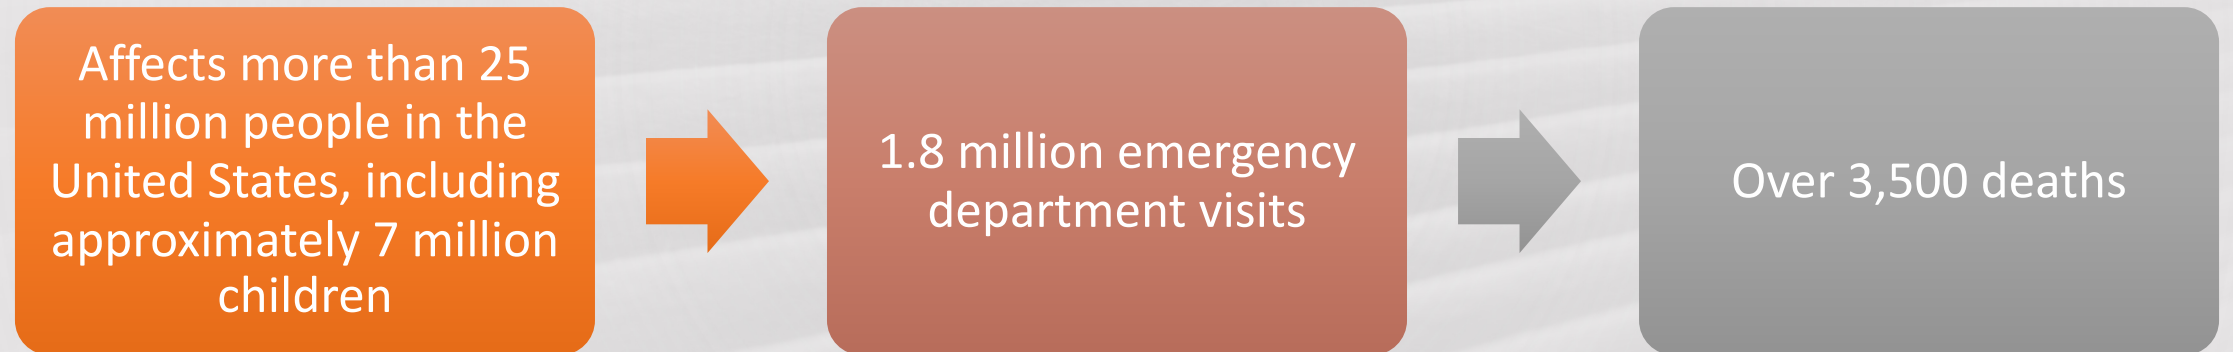 Affects more than 25
million people in the
United States, including
approximately 7 million
children
1.8 million emergency
department visits
Over 3,500 deaths